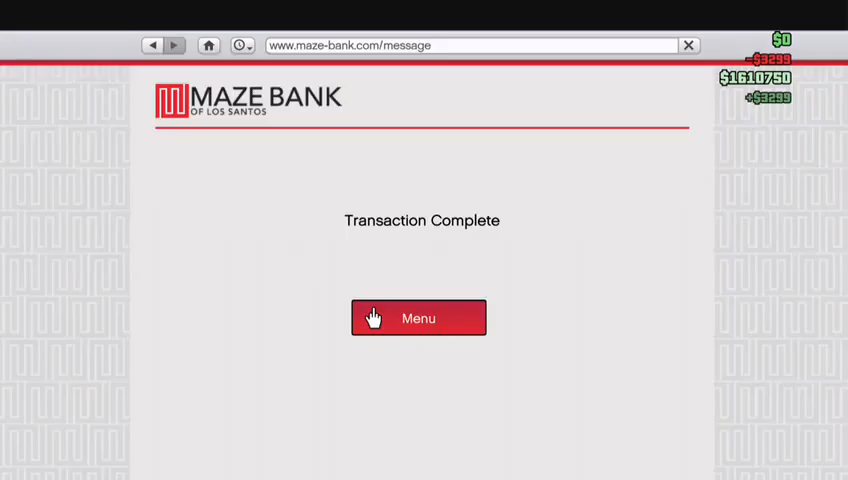 www.maze-bank.com/message
$0
-$3299
$1610750
+$3299
MAZE BANK
OF LOS SANTOS
Transaction Complete
Menu